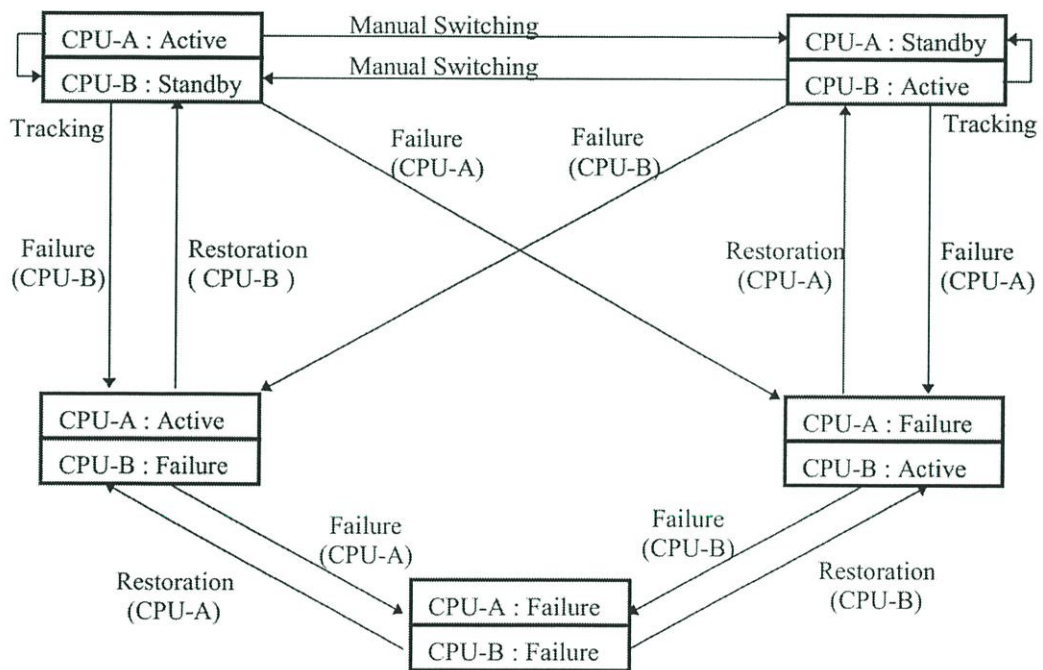 CPU-A : Active
CPU-B : Standby
Manual Switching
Manual Switching
CPU-A : Standby
CPU-B : Active
Tracking
Tracking
Failure
(CPU-A)
Failure
(CPU-B)
Failure
(CPU-B)
Restoration
( CPU-B )
Restoration
(CPU-A)
Failure
(CPU-A)
CPU-A : Active
CPU-B : Failure
CPU-A : Failure
CPU-B : Active
Failure
(CPU-A)
Failure
(CPU-B)
Restoration
(CPU-A)
Restoration
(CPU-B)
CPU-A : Failure
CPU-B : Failure